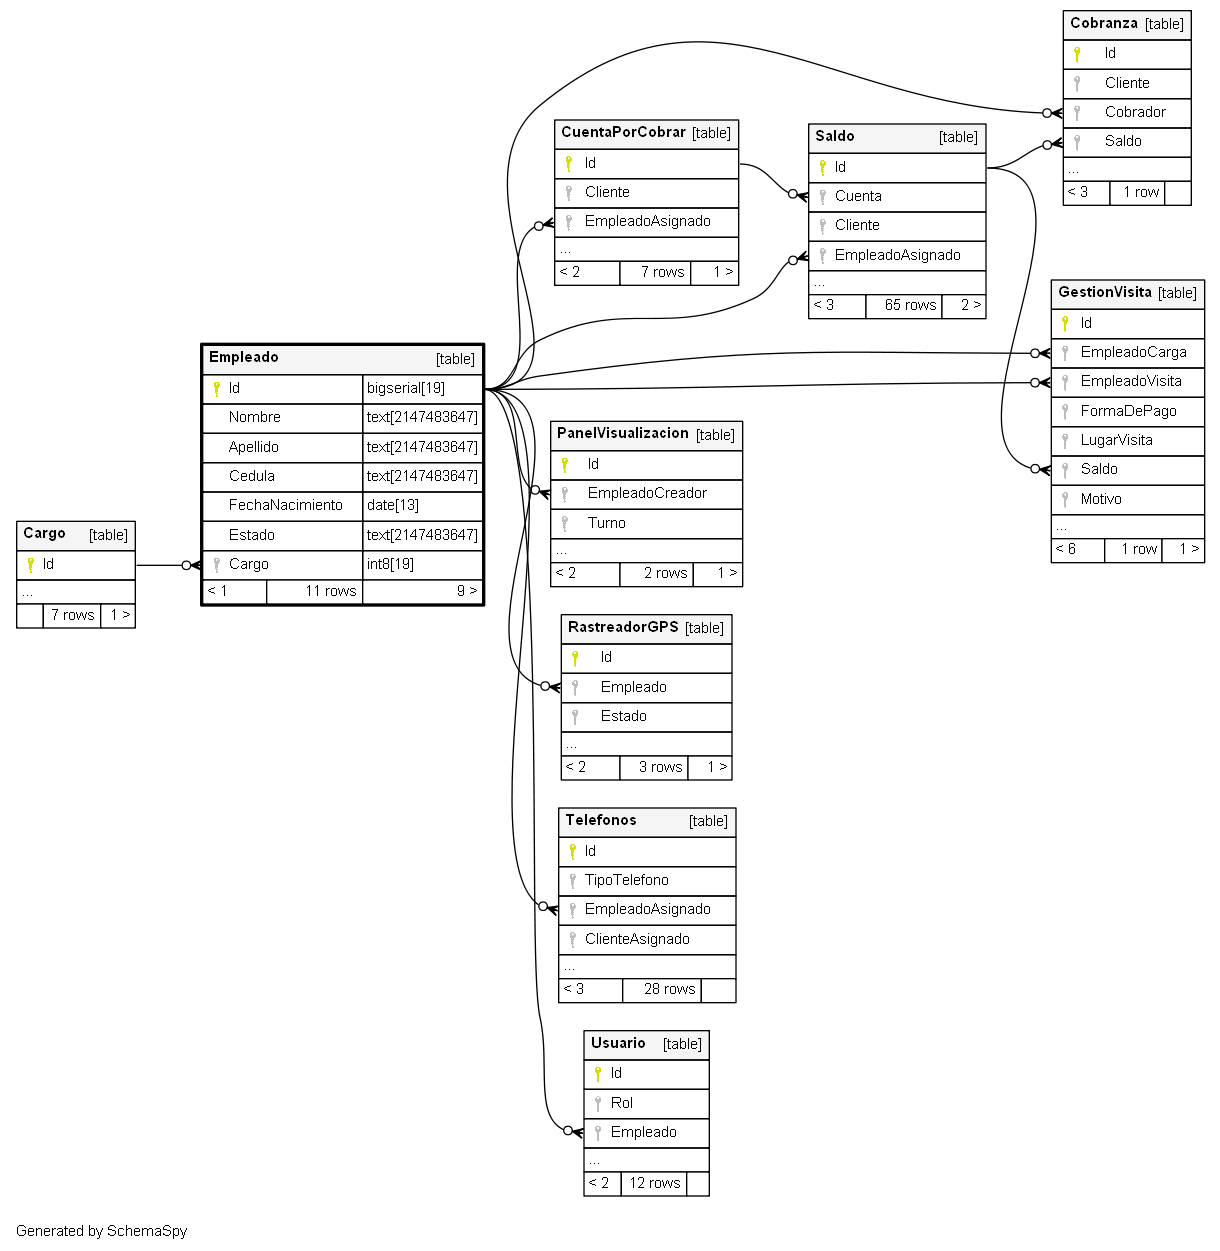 Cobranza [table]
Id
Cliente
Cobrador
Saldo
...
< 3 1 row
CuentaPorCobrar [table]
Id
Cliente
EmpleadoAsignado
...
< 2 7 rows 1 >
Saldo [table]
Id
Cuenta
Cliente
EmpleadoAsignado
...
< 3 65 rows 2 >
GestionVisita [table]
Id
EmpleadoCarga
EmpleadoVisita
FormaDePago
LugarVisita
Saldo
Motivo
...
< 6 1 row 1 >
Empleado [table]
Id bigserial[19]
Nombre text[2147483647]
Apellido text[2147483647]
Cedula text[2147483647]
FechaNacimiento date[13]
Estado text[2147483647]
Cargo int8[19]
< 1 11 rows 9 >
PanelVisualizacion [table]
Id
EmpleadoCreador
Turno
...
< 2 2 rows 1 >
Cargo [table]
Id
...
7 rows 1 >
RastreadorGPS [table]
Id
Empleado
Estado
...
< 2 3 rows 1 >
Telefonos [table]
Id
TipoTelefono
EmpleadoAsignado
ClienteAsignado
...
< 3 28 rows
Usuario [table]
Id
Rol
Empleado
...
< 2 12 rows
Generated by SchemaSpy